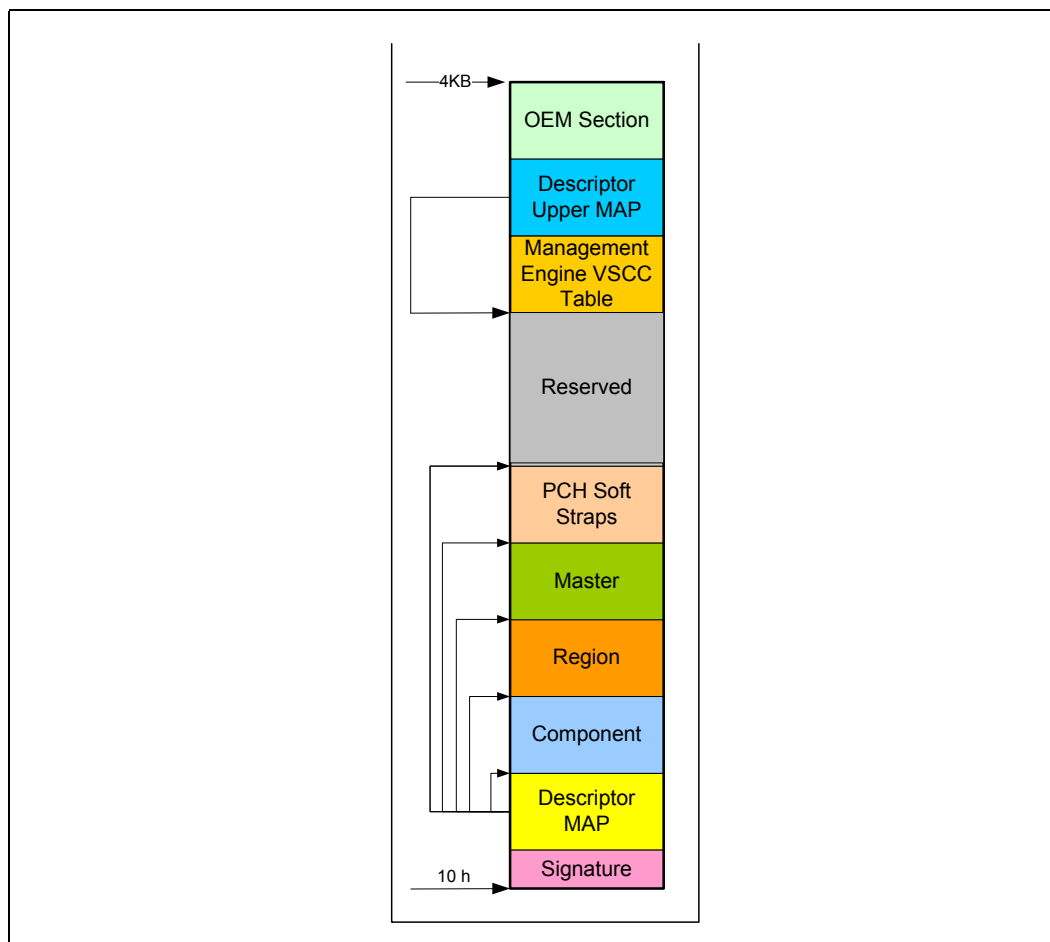 4KB
OEM Section
Descriptor
Upper MAP
Management
Engine VSCC
Table
Reserved
PCH Soft
Straps
Master
Region
Component
Descriptor
MAP
Signature
10 h